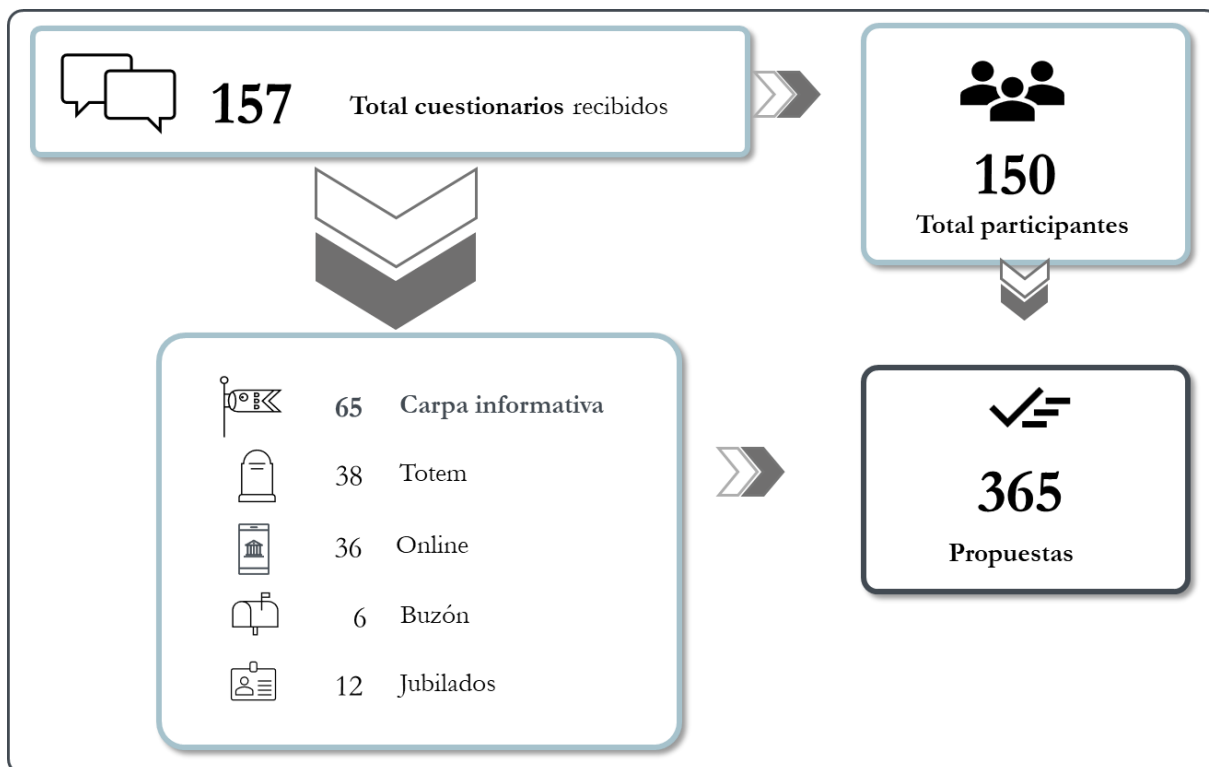 157 Total cuestionarios recibidos
150
Total participantes
65 Carpa informativa
38 Totem
36 Online
6 Buzón
12 Jubilados
365
Propuestas